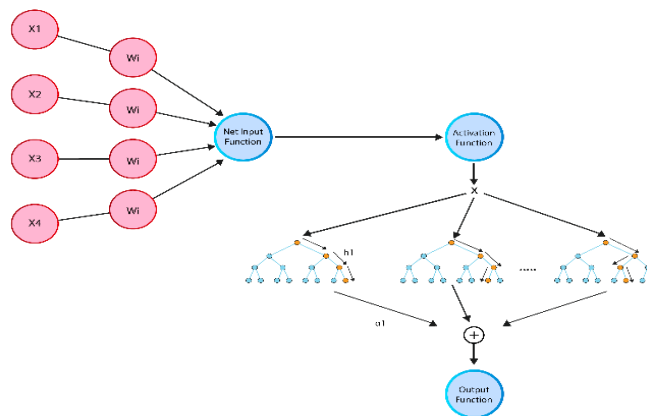 X1
Wi
X2
Wi
Net Input
Function
Activation
Function
X3
Wi
X
X4
Wi
h1
.....
α1
+
Output
Function